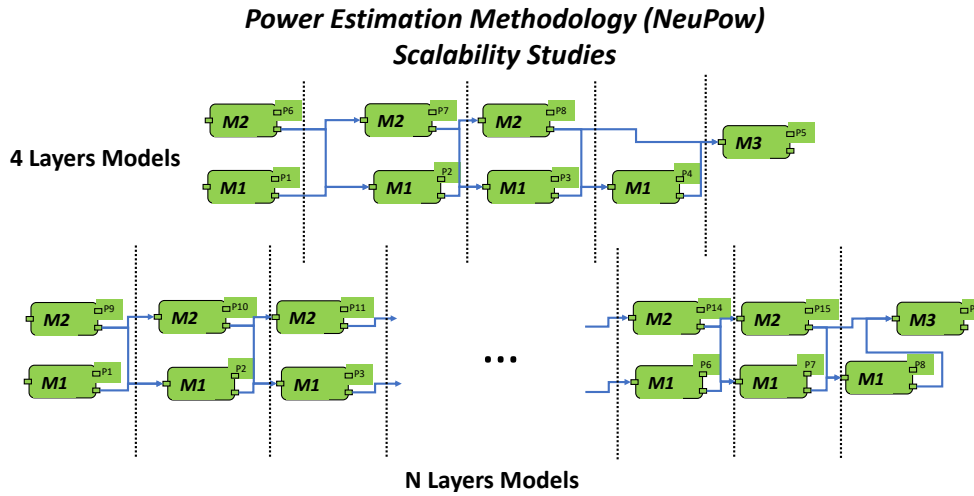 Power Estimation Methodology (NeuPow)
Scalability Studies
P6 P7 P8
M2 M2 M2 M3 P5
4 Layers Models
P1 P2 P3 P4
M1 M1 M1 M1
P9 P10 P11 P14 P15
M2 M2 M2 M2 M2 M3
...
P1 P2 P3 P6 P7 P8
M1 M1 M1 M1 M1 M1
N Layers Models